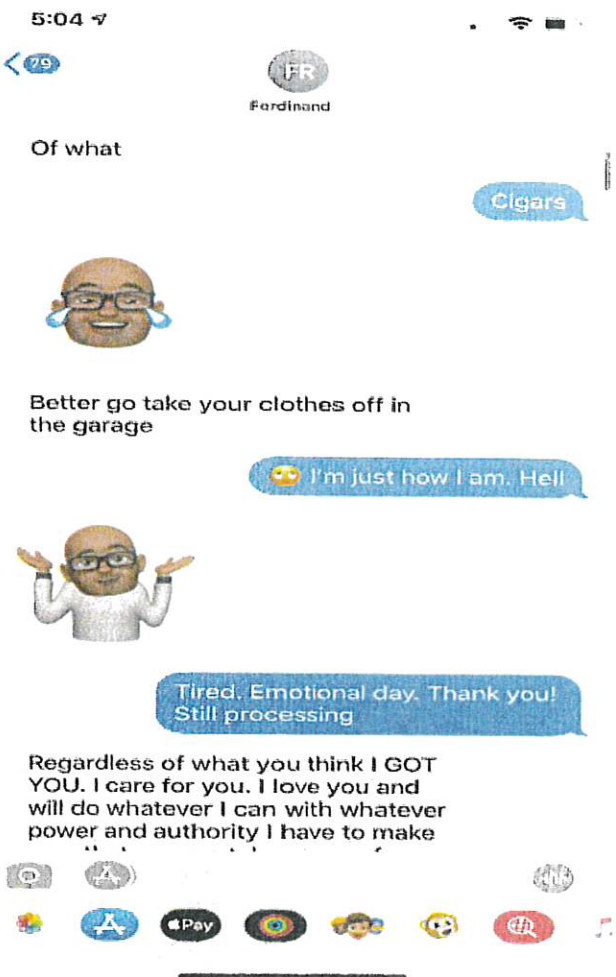 5:04
79
FR
Ferdinand
Of what
Cigars
Better go take your clothes off in
the garage
I'm just how I am. Hell
Tired. Emotional day. Thank you!
Still processing
Regardless of what you think I GOT
YOU. I care for you. I love you and
will do whatever I can with whatever
power and authority I have to make
Pay